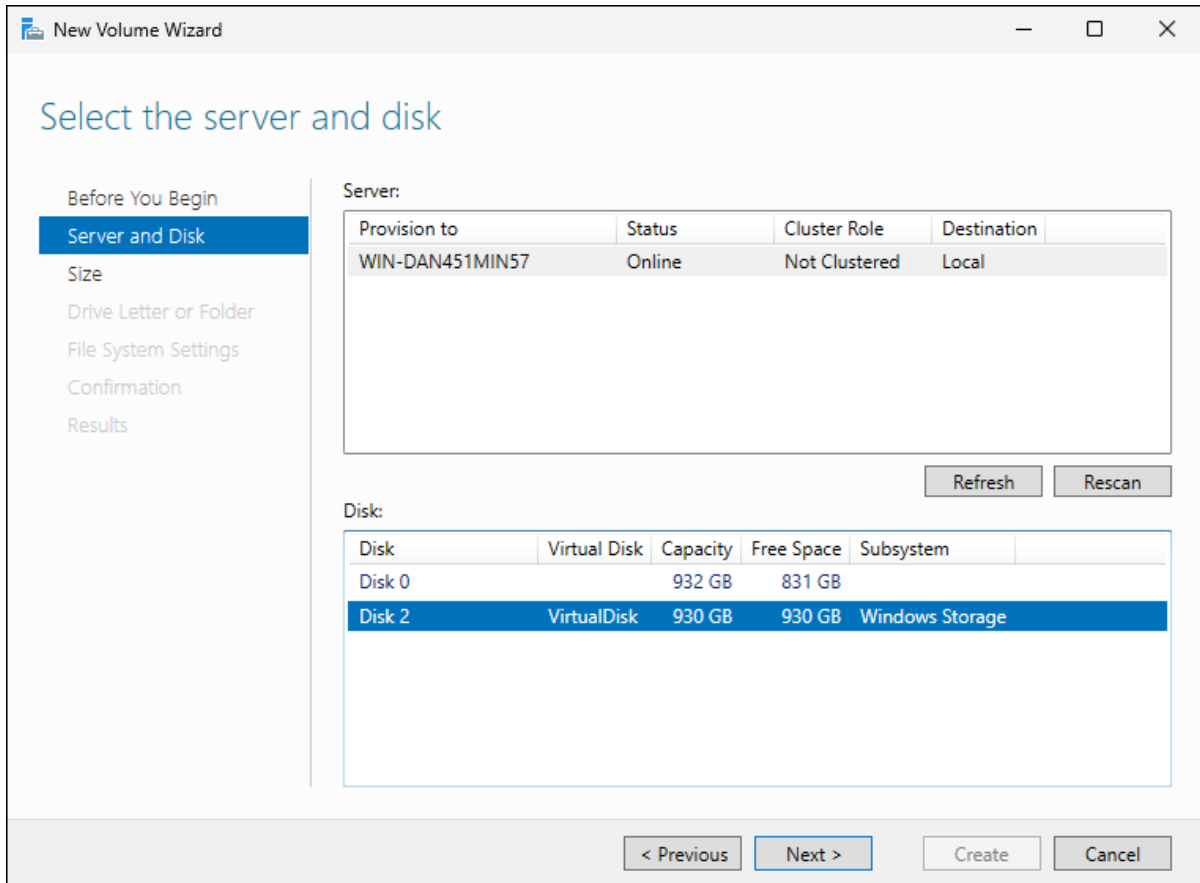 New Volume Wizard
Select the server and disk
Before You Begin
Server and Disk
Size
Drive Letter or Folder
File System Settings
Confirmation
Results
Server:
Provision to Status Cluster Role Destination
WIN-DAN451MIN57 Online Not Clustered Local
Refresh Rescan
Disk:
Disk Virtual Disk Capacity Free Space Subsystem
Disk 0 932 GB 831 GB
Disk 2 VirtualDisk 930 GB 930 GB Windows Storage
< Previous Next > Create Cancel